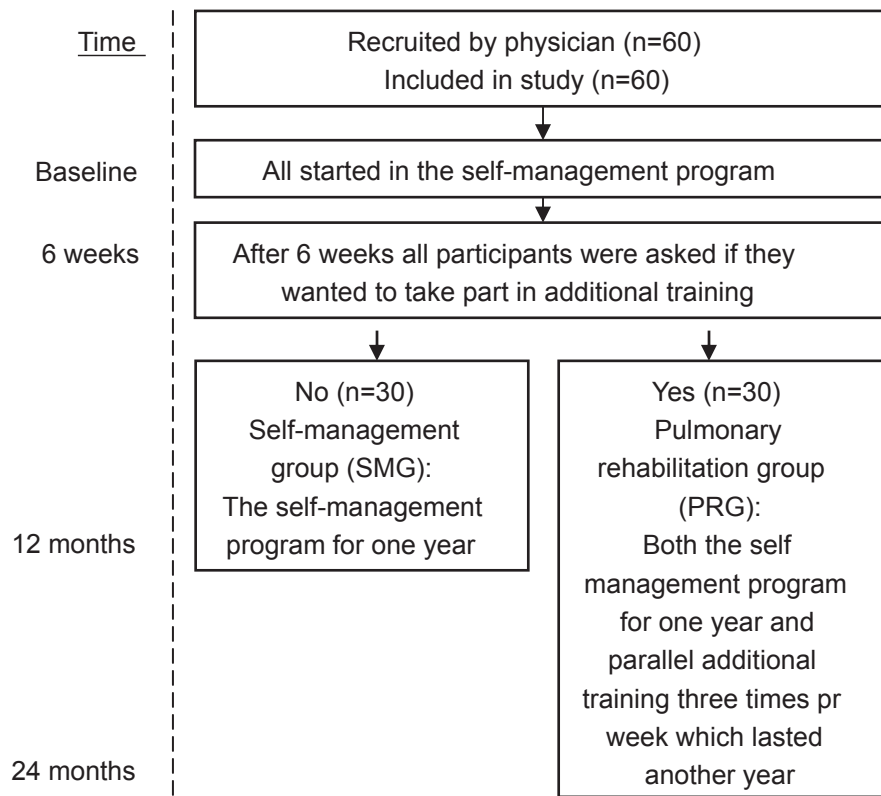 Time
Recruited by physician (n=60)
Included in study (n=60)
Baseline
All started in the self-management program
6 weeks
After 6 weeks all participants were asked if they
wanted to take part in additional training
No (n=30)
Self-management
group (SMG):
The self-management
program for one year
Yes (n=30)
Pulmonary
rehabilitation group
(PRG):
Both the self
management program
for one year and
parallel additional
training three times pr
week which lasted
another year
12 months
24 months